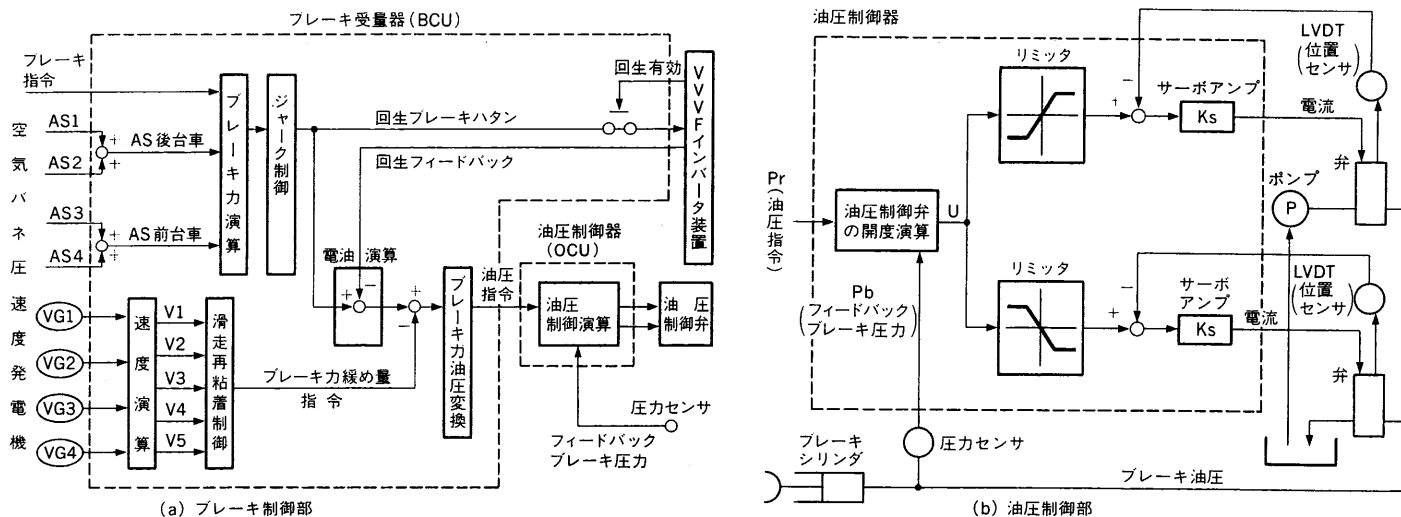 ブレーキ受量器(BCU)
ブレーキ
指令
空気バネ圧
AS1
AS2
AS3
AS4
+
+
AS後台車
+
+
AS前台車
ブレーキ力演算
ジャーク制御
回生有効
回生ブレーキハタン
回生フィードバック
VVVFインバータ装置
電油演算
+
−
+
−
速度発電機
VG1
VG2
VG3
VG4
速度演算
V1
V2
V3
V4
V5
滑走再粘着制御
ブレーキ力緩め量
指令
ブレーキ力油圧変換
油圧
指令
油圧制御器
(OCU)
油圧
制御演算
油圧
制御弁
圧力センサ
フィードバック
ブレーキ圧力
(a) ブレーキ制御部
油圧制御器
Pr(油圧指令)
油圧制御弁
の開度演算
U
リミッタ
+
−
サーボアンプ
Ks
電流
LVDT
(位置
センサ)
弁
ポンプ
P
リミッタ
+
−
サーボ
アンプ
Ks
電流
LVDT
(位置
センサ)
弁
Pb
(フィードバック
ブレーキ圧力)
圧力センサ
ブレーキ
シリンダ
ブレーキ油圧
(b) 油圧制御部